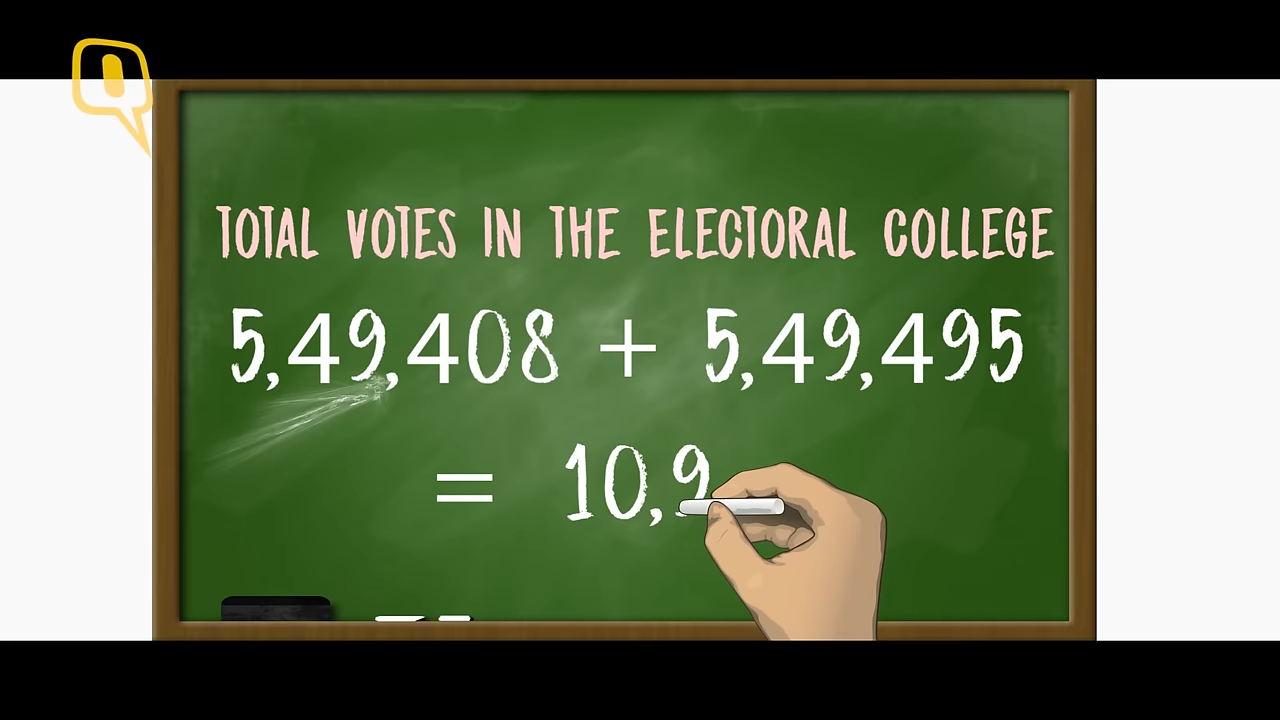 TOTAL VOTES IN THE ELECTORAL COLLEGE
5,49,408 + 5,49,495
= 10,9